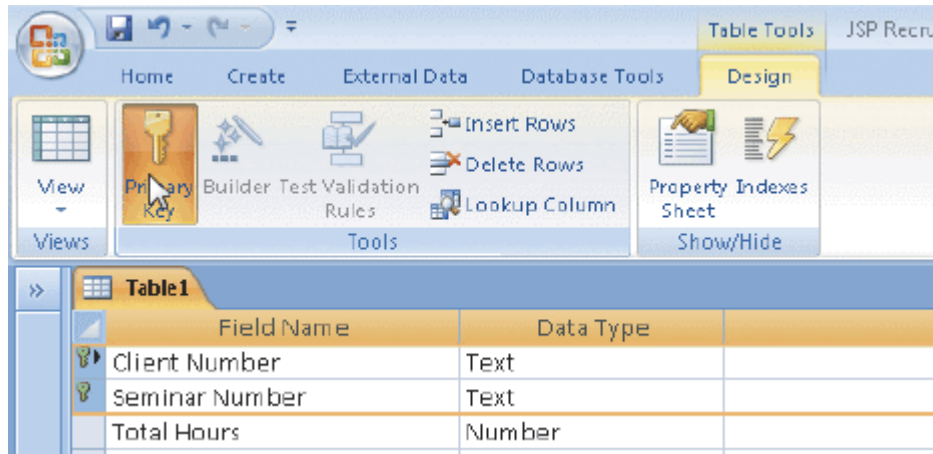 Table Tools
JSP Recru
Home Create External Data Database Tools Design
View
Primary Key
Builder
Test Validation Rules
Insert Rows
Delete Rows
Lookup Column
Property Sheet
Indexes
Views
Tools
Show/Hide
Table1
Field Name Data Type
Client Number Text
Seminar Number Text
Total Hours Number